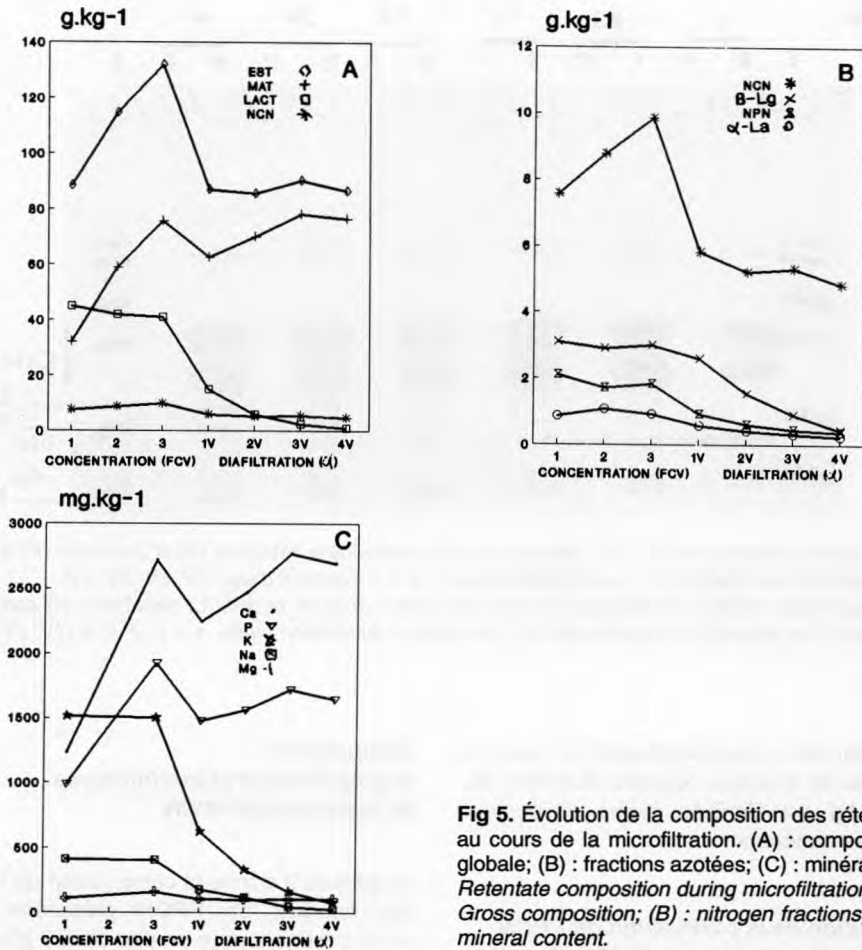 g.kg-1
140
120
100
80
60
40
20
0
A
EST
MAT
LACT
NCN
1 2 3 1V 2V 3V 4V
CONCENTRATION (FCV) DIAFILTRATION
g.kg-1
12
10
8
6
4
2
0
B
NCN
B-Lg
NPN
α-La
1 2 3 1V 2V 3V 4V
CONCENTRATION (FCV) DIAFILTRATION
mg.kg-1
3000
2500
2000
1500
1000
500
0
C
Ca
P
K
Na
Mg
1 2 3 1V 2V 3V 4V
CONCENTRATION (FCV) DIAFILTRATION
Fig 5. Évolution de la composition des réte
au cours de la microfiltration. (A) : compo
globale; (B) : fractions azotées; (C) : minéra
Retentate composition during microfiltration
Gross composition; (B) : nitrogen fractions;
mineral content.